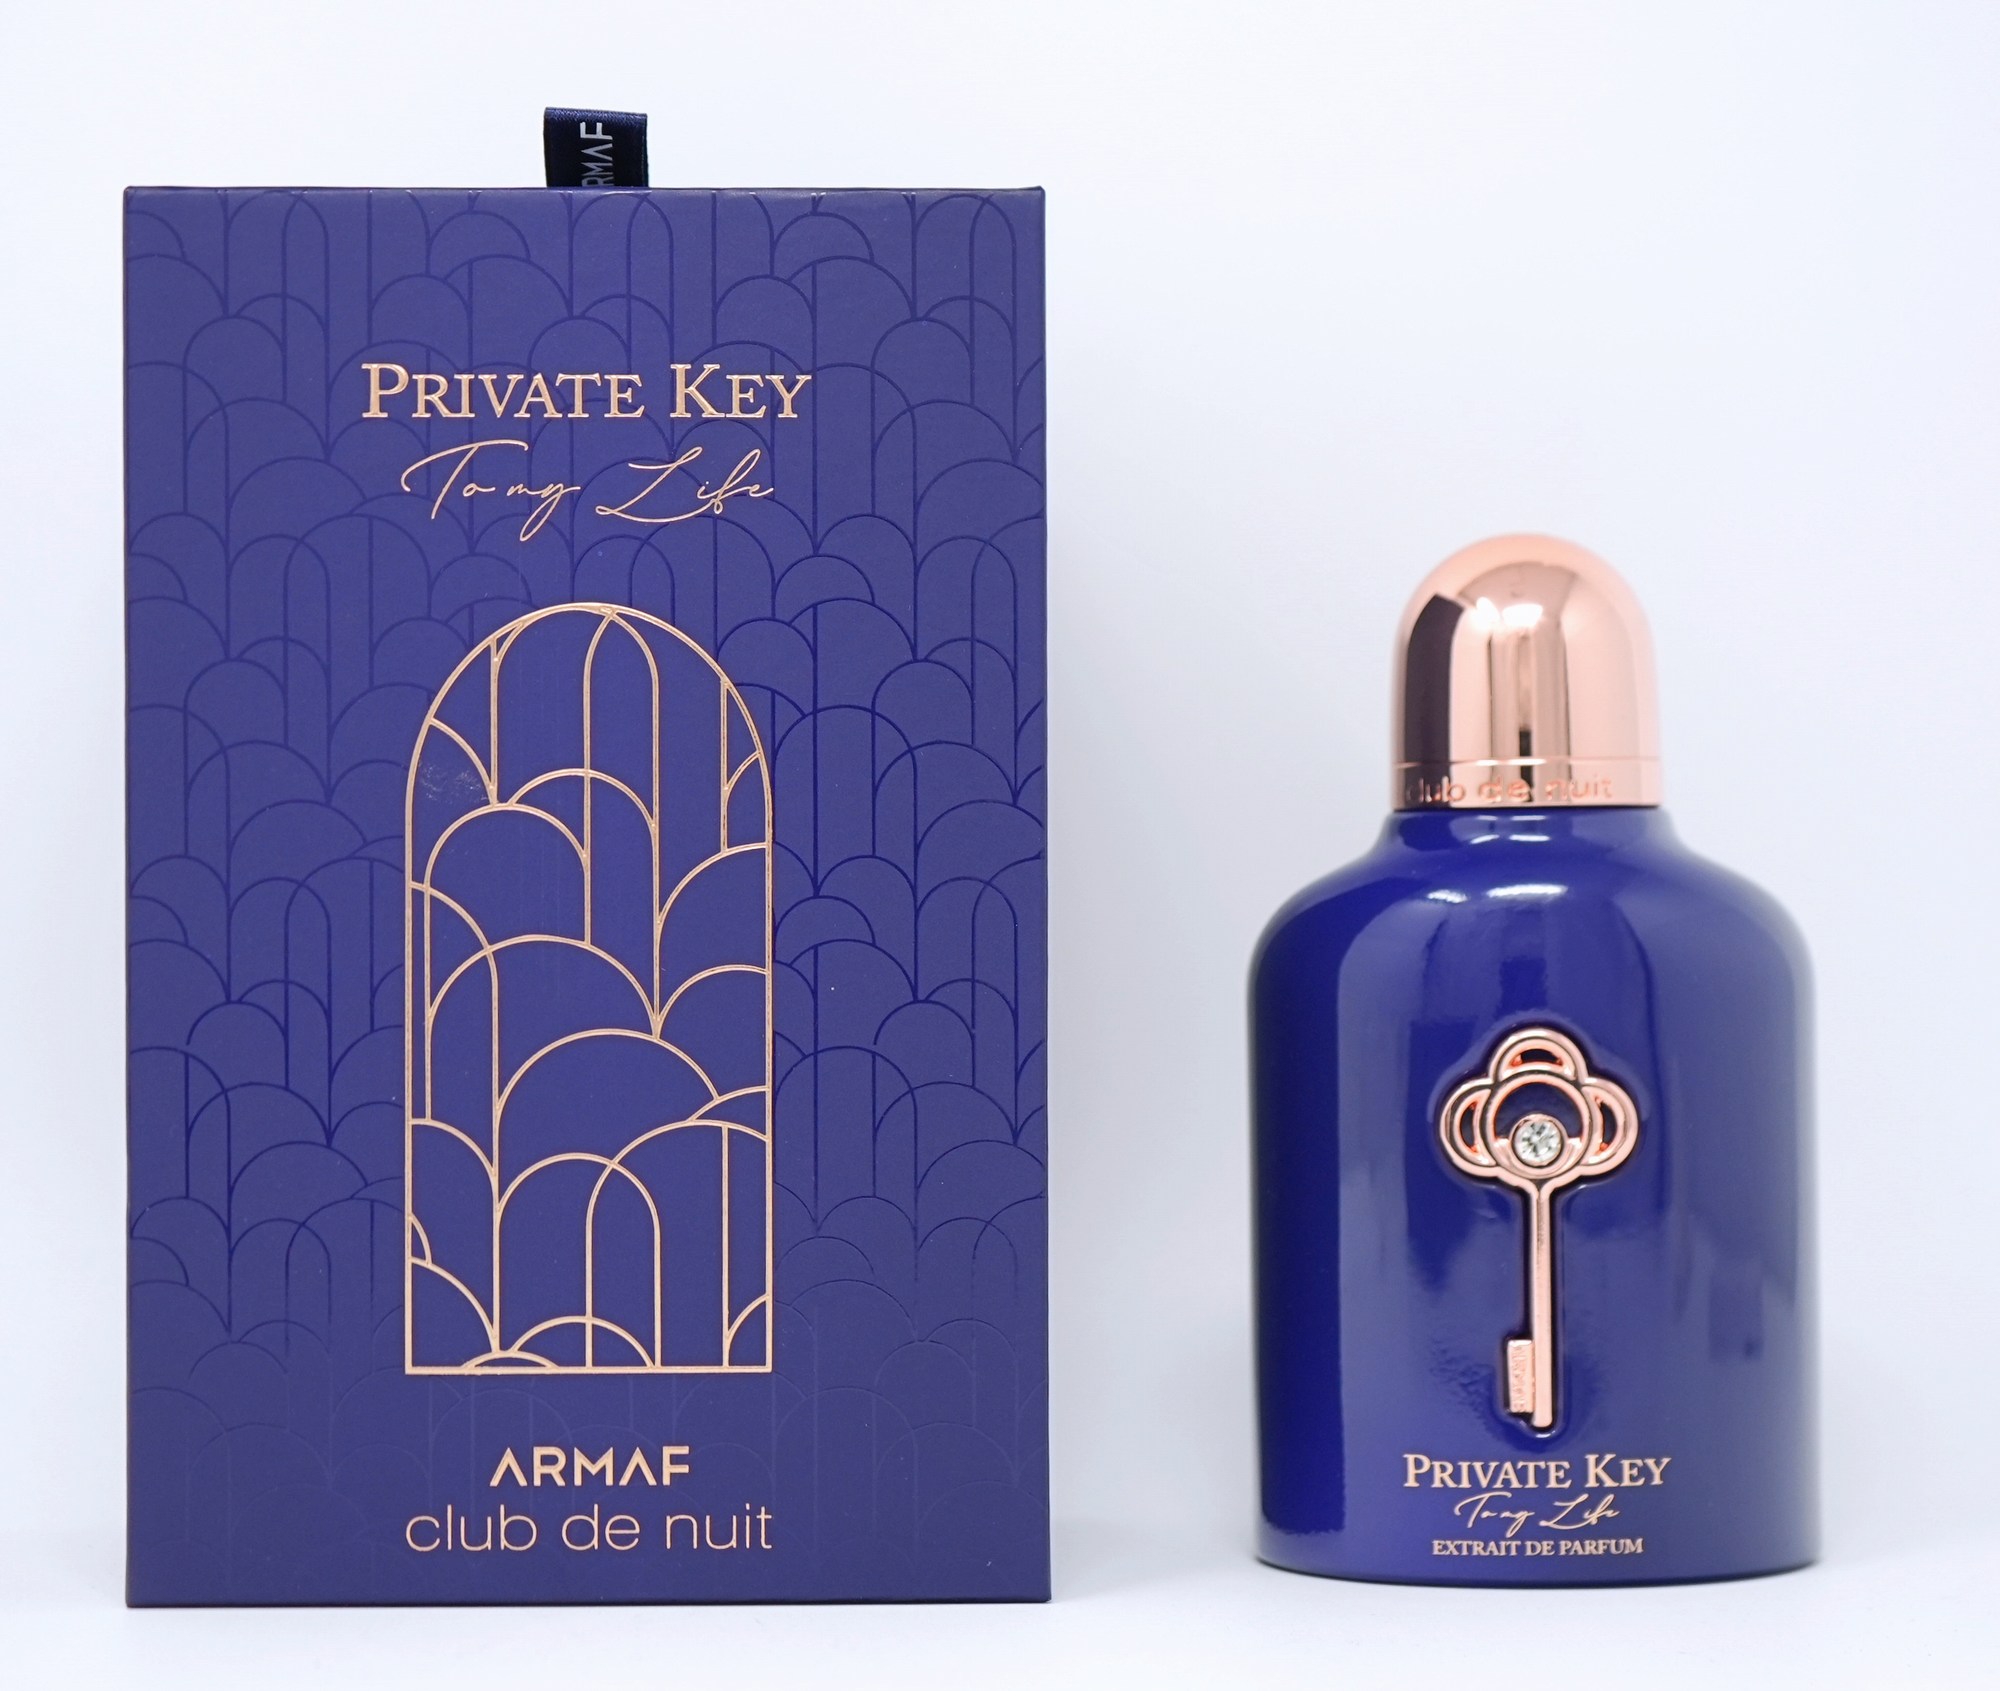 ARMAF
PRIVATE KEY
To my Life
ARMAF
club de nuit
club de nuit
PRIVATE KEY
To my Life
EXTRAIT DE PARFUM